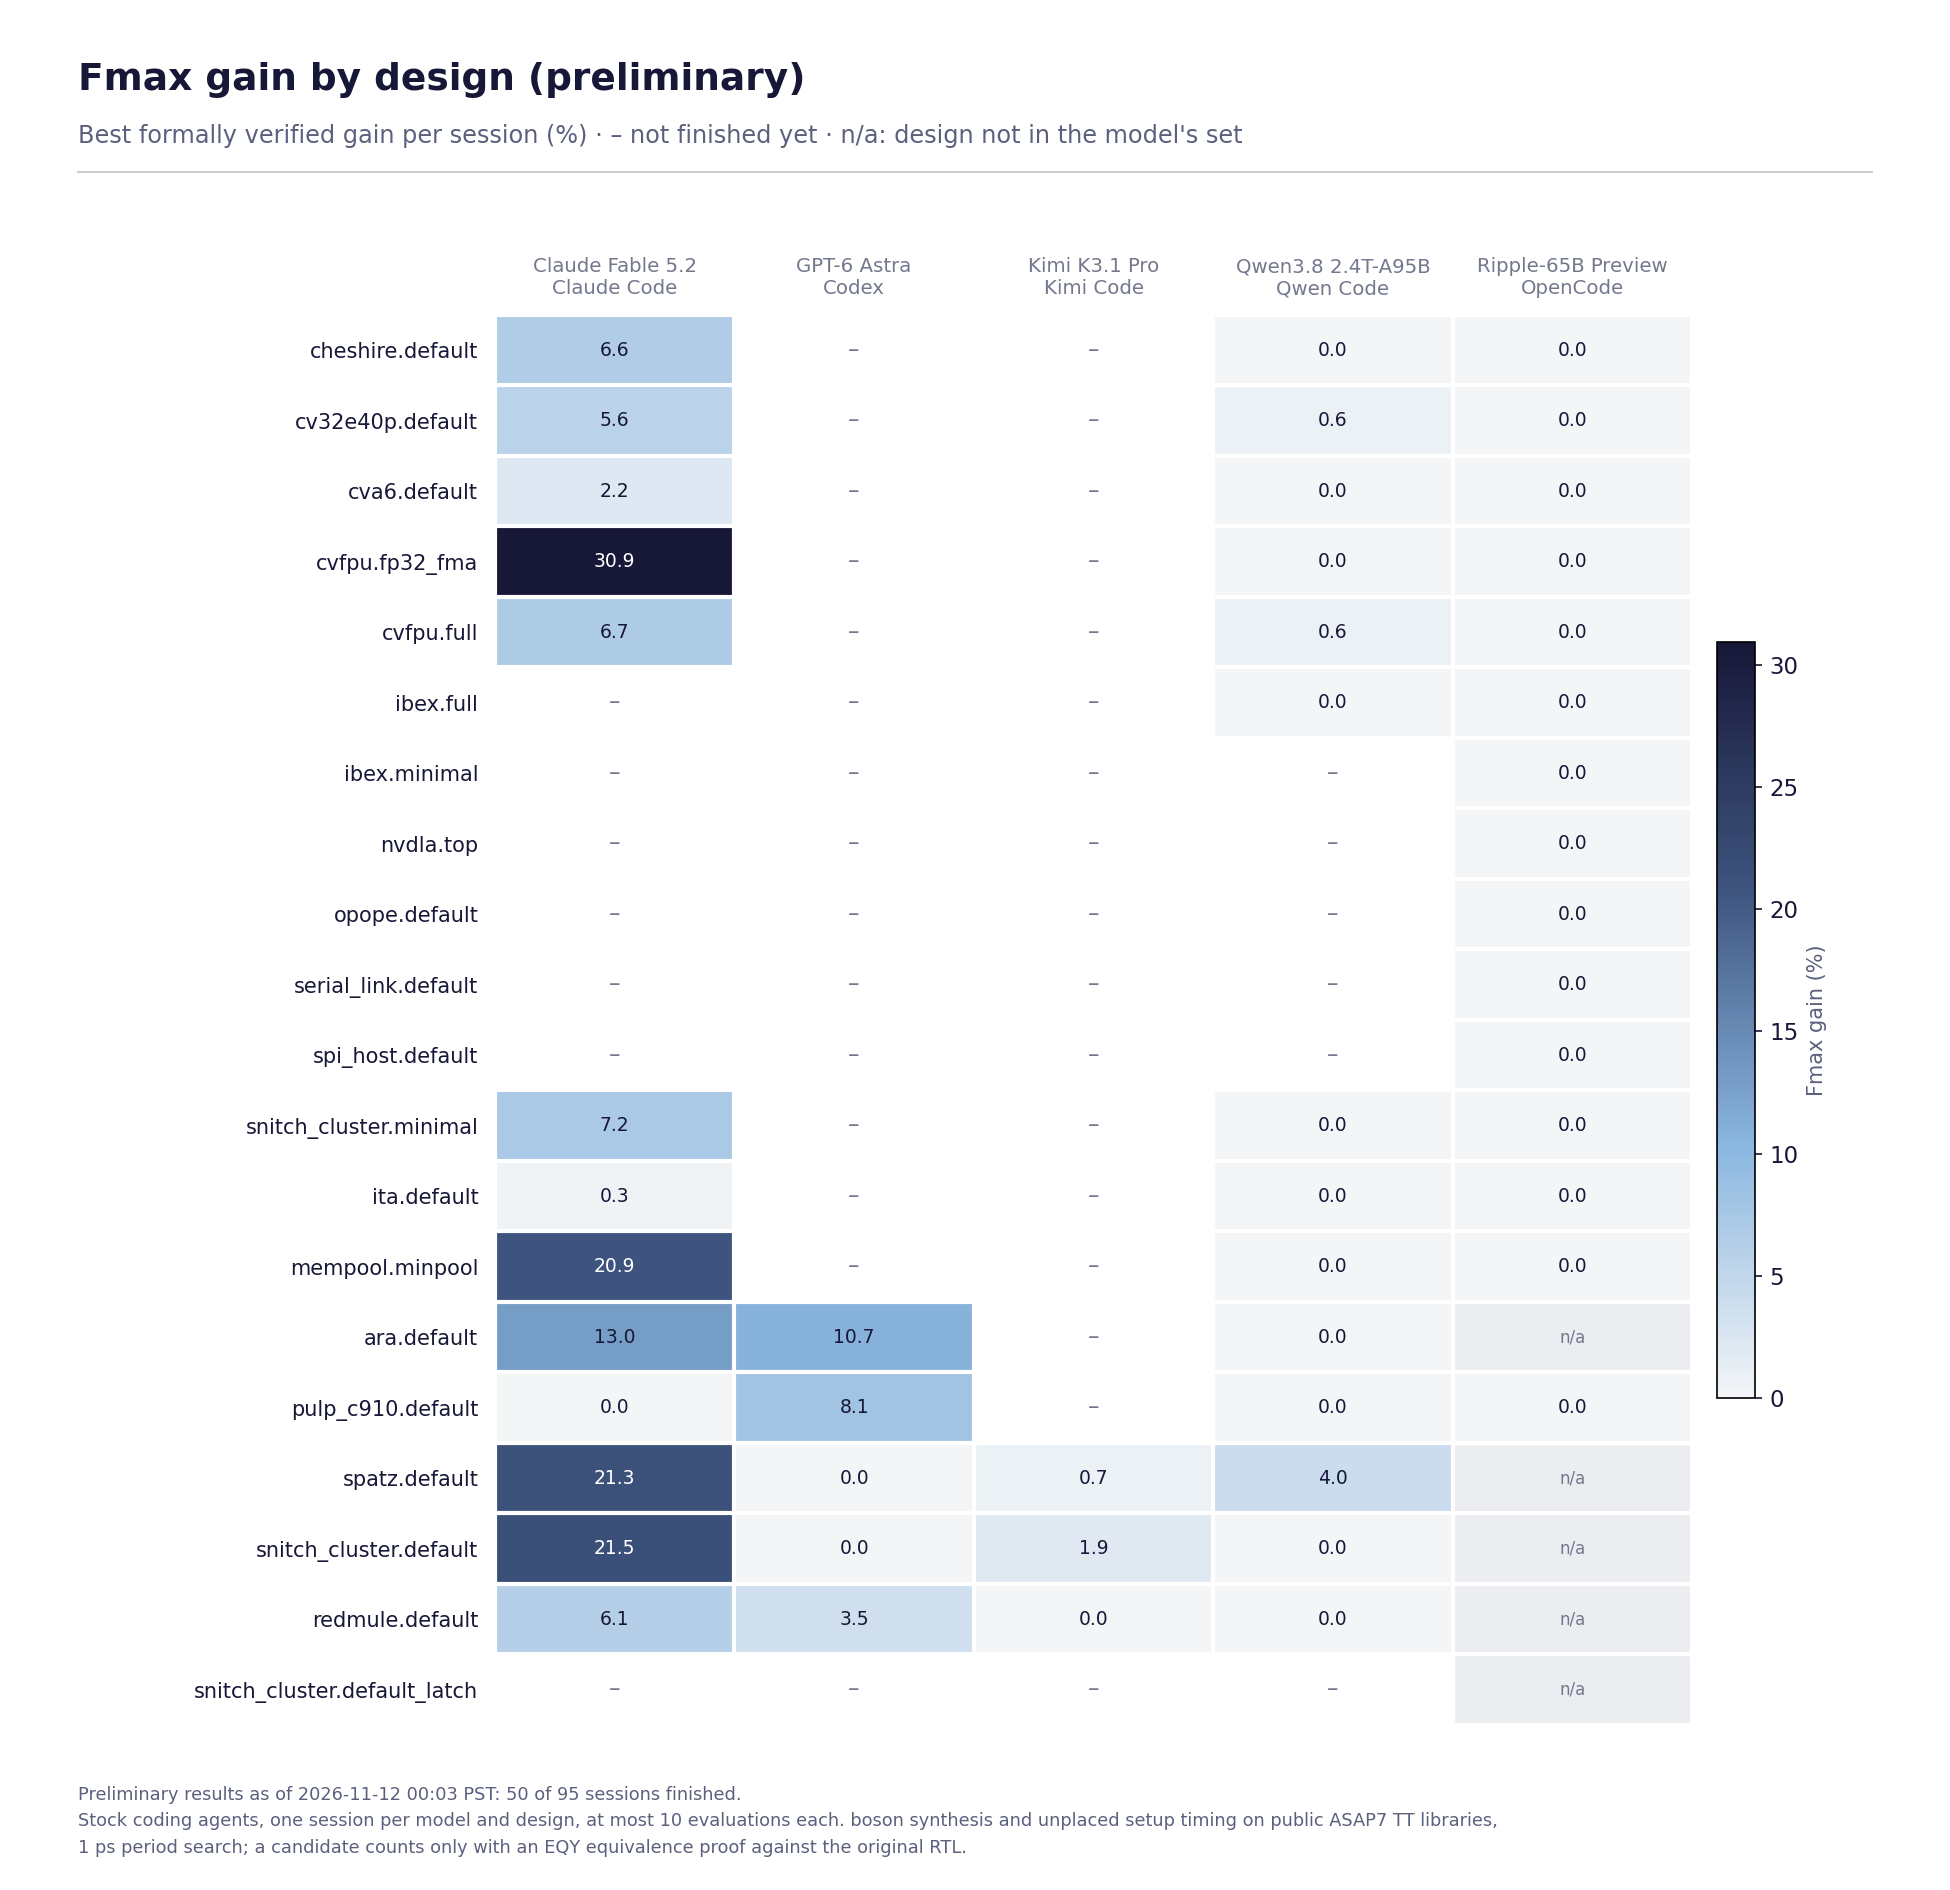 Fmax gain by design (preliminary)
Best formally verified gain per session (%) · – not finished yet · n/a: design not in the model's set
Claude Fable 5.2 GPT-6 Astra Kimi K3.1 Pro Qwen3.8 2.4T-A95B Ripple-65B Preview
Claude Code Codex Kimi Code Qwen Code OpenCode
cheshire.default 6.6 – – 0.0 0.0
cv32e40p.default 5.6 – – 0.6 0.0
cva6.default 2.2 – – 0.0 0.0
cvfpu.fp32_fma 30.9 – – 0.0 0.0
cvfpu.full 6.7 – – 0.6 0.0
ibex.full – – – 0.0 0.0
ibex.minimal – – – – 0.0
nvdla.top – – – – 0.0
opope.default – – – – 0.0
serial_link.default – – – – 0.0
spi_host.default – – – – 0.0
snitch_cluster.minimal 7.2 – – 0.0 0.0
ita.default 0.3 – – 0.0 0.0
mempool.minpool 20.9 – – 0.0 0.0
ara.default 13.0 10.7 – 0.0 n/a
pulp_c910.default 0.0 8.1 – 0.0 0.0
spatz.default 21.3 0.0 0.7 4.0 n/a
snitch_cluster.default 21.5 0.0 1.9 0.0 n/a
redmule.default 6.1 3.5 0.0 0.0 n/a
snitch_cluster.default_latch – – – – n/a
30
25
20
15
10
5
0
Fmax gain (%)
Preliminary results as of 2026-11-12 00:03 PST: 50 of 95 sessions finished.
Stock coding agents, one session per model and design, at most 10 evaluations each. boson synthesis and unplaced setup timing on public ASAP7 TT libraries,
1 ps period search; a candidate counts only with an EQY equivalence proof against the original RTL.